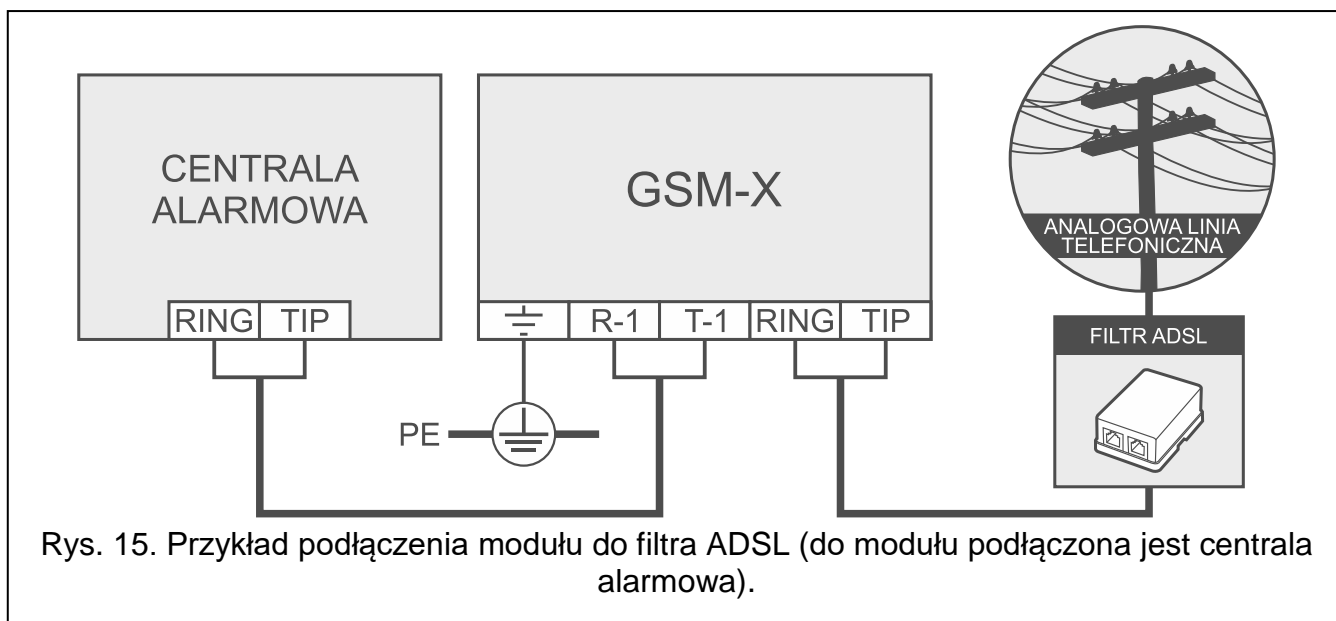 CENTRALA
ALARMOWA
RING TIP
GSM-X
R-1 T-1 RING TIP
PE
ANALOGOWA LINIA
TELEFONICZNA
FILTR ADSL
Rys. 15. Przykład podłączenia modułu do filtra ADSL (do modułu podłączona jest centrala
alarmowa).